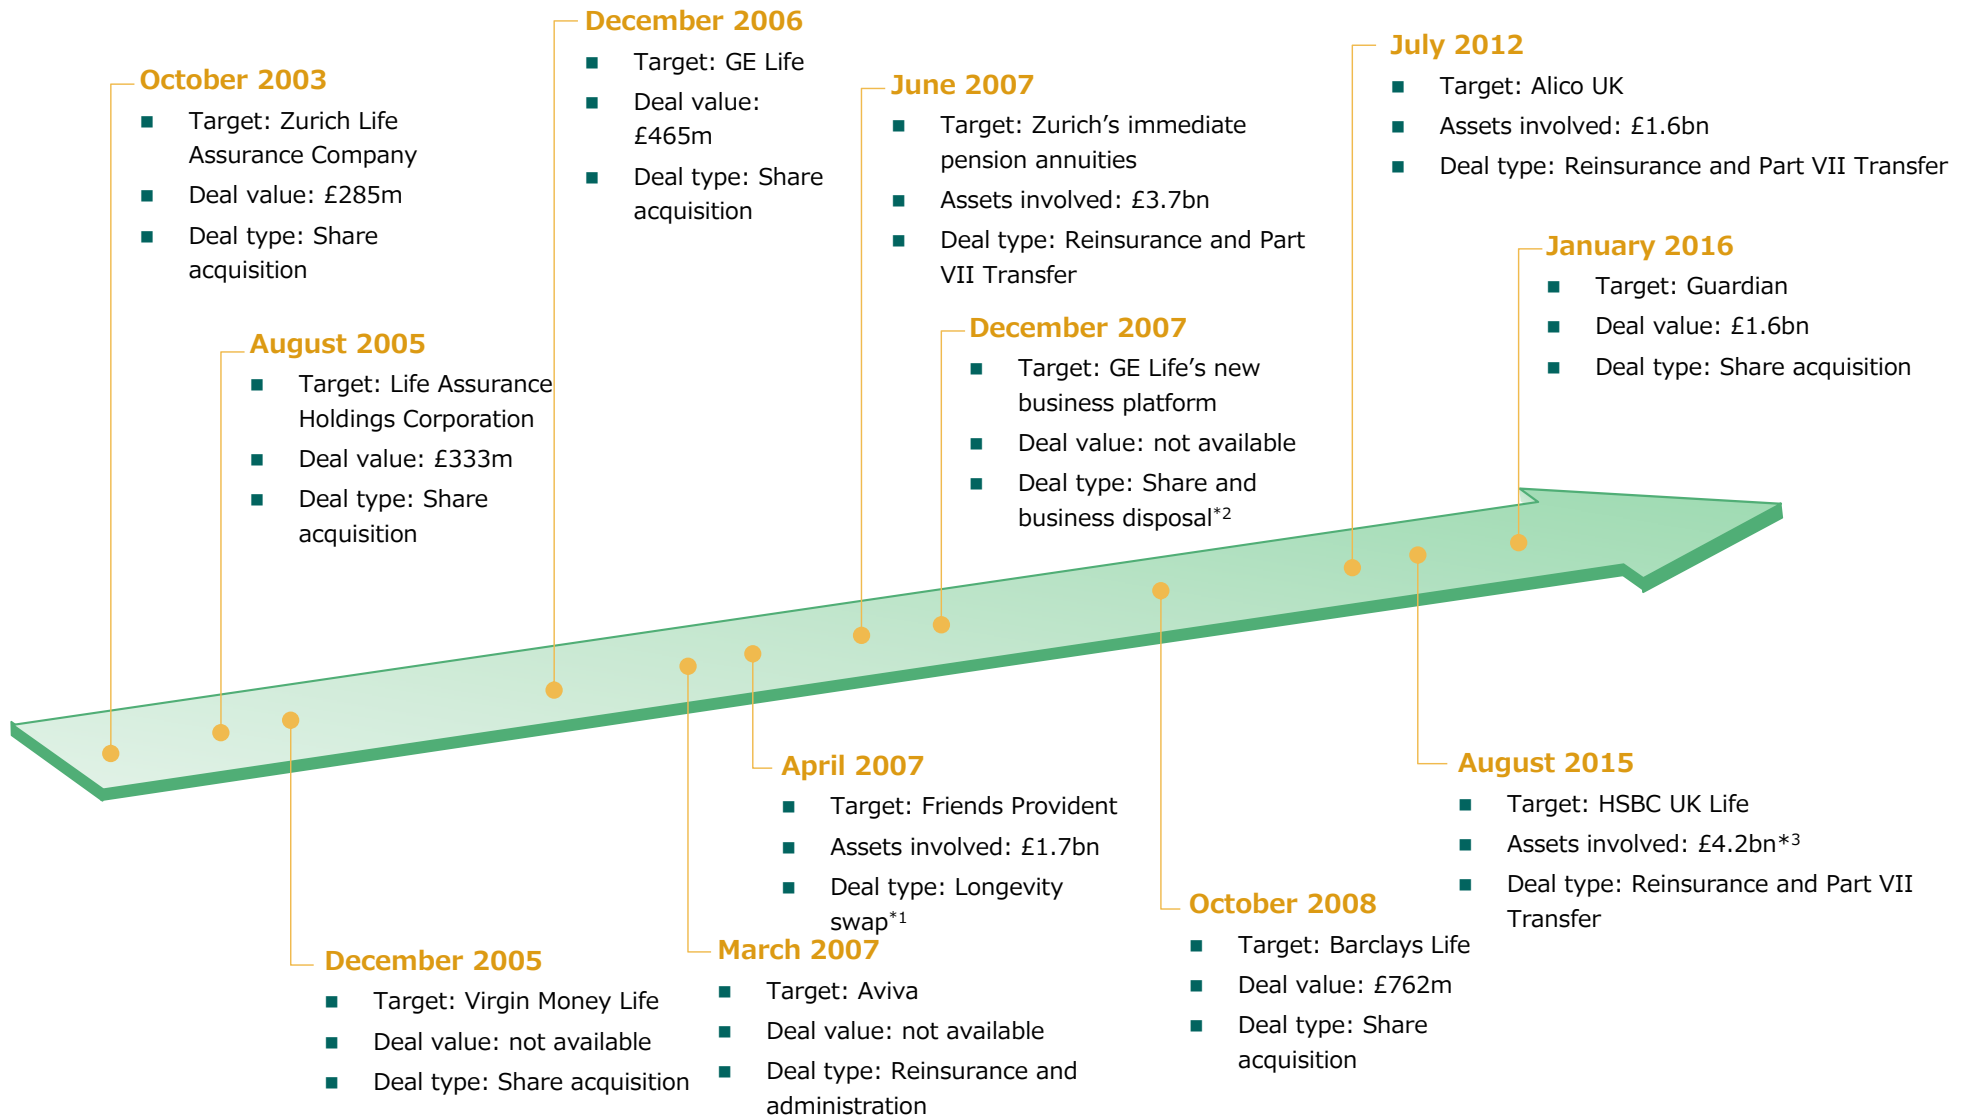 October 2003
Target: Zurich Life
Assurance Company
Deal value: £285m
Deal type: Share
acquisition
August 2005
Target: Life Assurance
Holdings Corporation
Deal value: £333m
Deal type: Share
acquisition
December 2005
Target: Virgin Money Life
Deal value: not available
Deal type: Share acquisition
December 2006
Target: GE Life
Deal value:
£465m
Deal type: Share
acquisition
March 2007
Target: Aviva
Deal value: not available
Deal type: Reinsurance and
administration
April 2007
Target: Friends Provident
Assets involved: £1.7bn
Deal type: Longevity
swap*1
June 2007
Target: Zurich’s immediate
pension annuities
Assets involved: £3.7bn
Deal type: Reinsurance and Part
VII Transfer
December 2007
Target: GE Life’s new
business platform
Deal value: not available
Deal type: Share and
business disposal*2
October 2008
Target: Barclays Life
Deal value: £762m
Deal type: Share
acquisition
July 2012
Target: Alico UK
Assets involved: £1.6bn
Deal type: Reinsurance and Part VII Transfer
August 2015
Target: HSBC UK Life
Assets involved: £4.2bn*3
Deal type: Reinsurance and Part VII
Transfer
January 2016
Target: Guardian
Deal value: £1.6bn
Deal type: Share acquisition